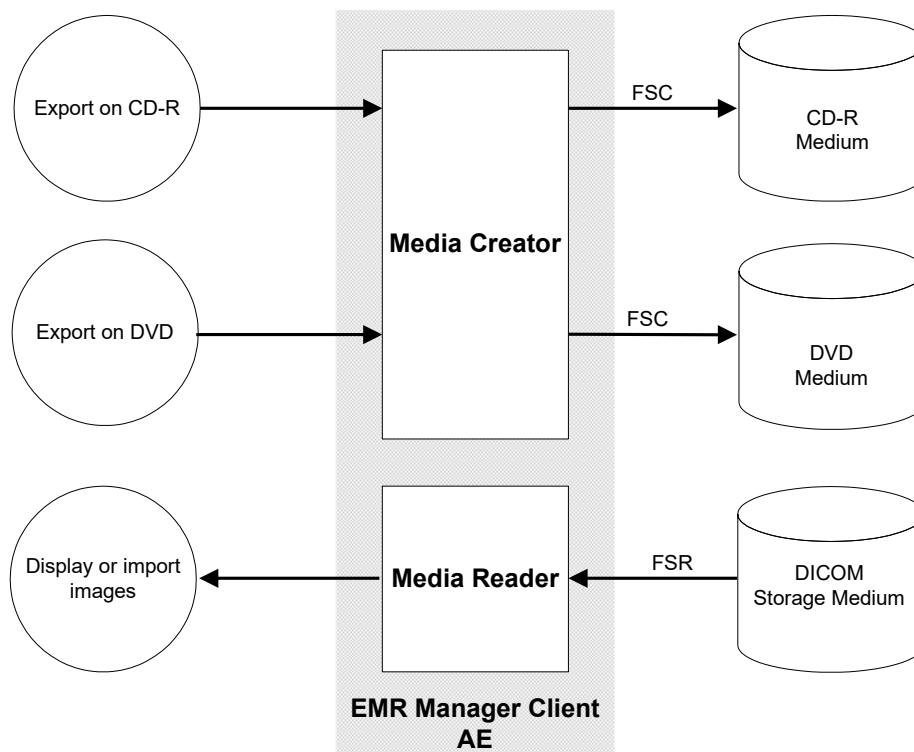 Export on CD-R
FSC
CD-R
Medium
Media Creator
Export on DVD
FSC
DVD
Medium
Display or import
images
Media Reader
FSR
DICOM
Storage Medium
EMR Manager Client
AE